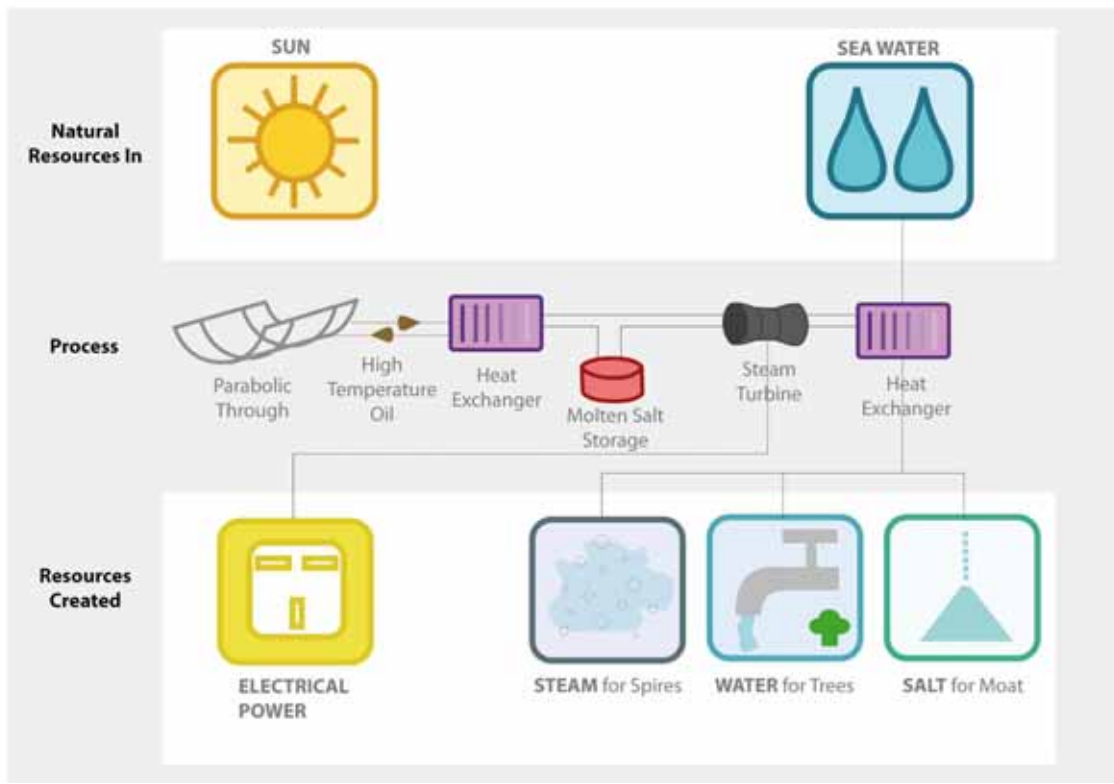 SUN
SEA WATER
Natural
Resources In
Process
Parabolic
Through
High
Temperature
Oil
Heat
Exchanger
Molten Salt
Storage
Steam
Turbine
Heat
Exchanger
Resources
Created
ELECTRICAL
POWER
STEAM for Spires
WATER for Trees
SALT for Moat